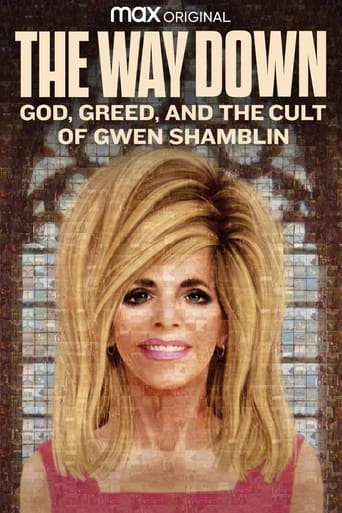 max ORIGINAL
THE WAY DOWN
GOD, GREED, AND THE CULT
OF GWEN SHAMBLIN